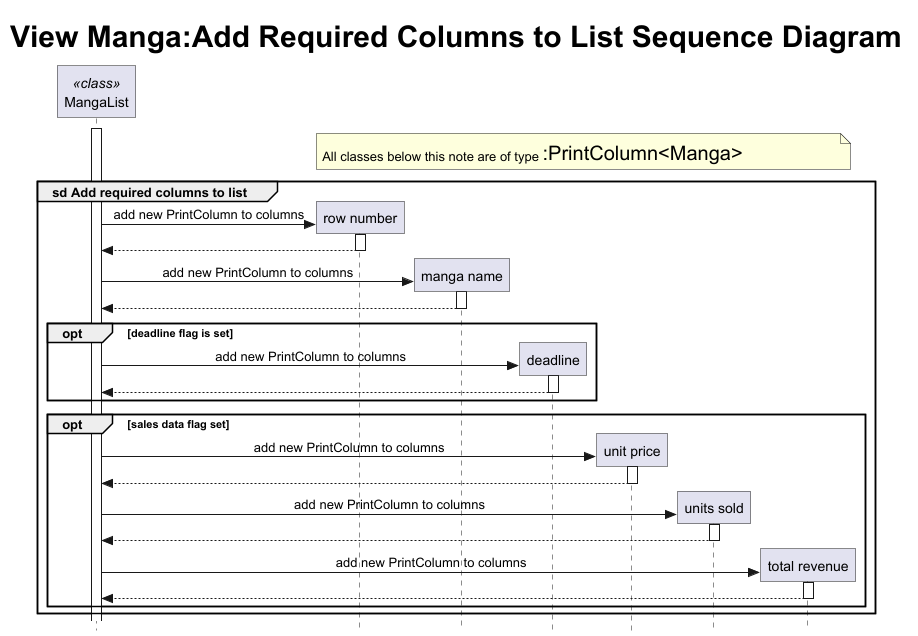 View Manga:Add Required Columns to List Sequence Diagram
«class»
MangaList
All classes below this note are of type :PrintColumn<Manga>
sd Add required columns to list
add new PrintColumn to columns
row number
add new PrintColumn to columns
manga name
opt
[deadline flag is set]
add new PrintColumn to columns
deadline
opt
[sales data flag set]
add new PrintColumn to columns
unit price
add new PrintColumn to columns
units sold
add new PrintColumn to columns
total revenue